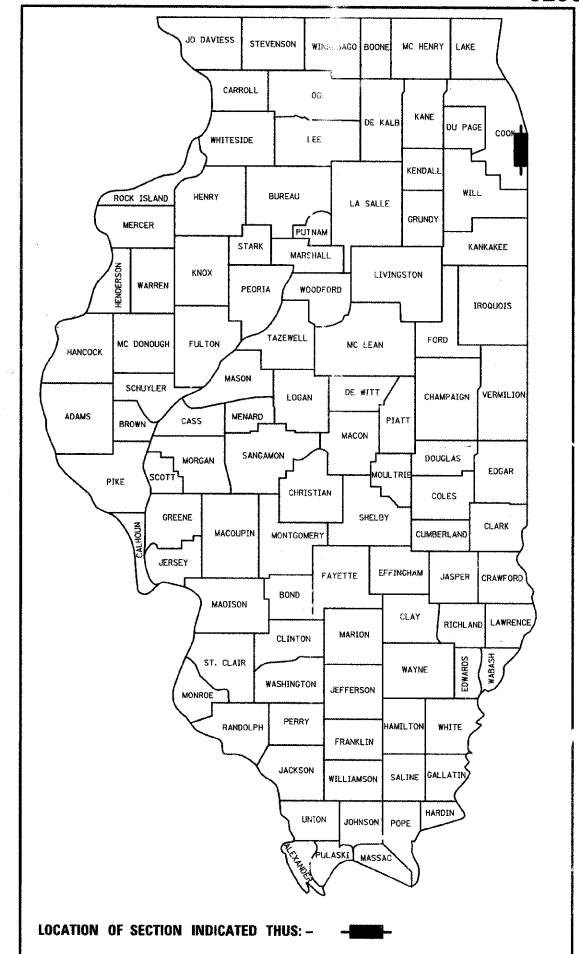 JO DAVIESS STEVENSON BOONE MC HENRY LAKE
CARROLL
DE KALB KANE DU PAGE COOK
WHITESIDE LEE
KENDALL
ROCK ISLAND HENRY BUREAU LA SALLE GRUNDY WILL
MERCER PUTNAM
STARK MARSHALL KANKAKEE
HENDERSON WARREN KNOX PEORIA WOODFORD LIVINGSTON IROQUOIS
HANCOCK MC DONOUGH FULTON TAZEWELL MC LEAN FORD
SCHUYLER MASON LOGAN DE WITT CHAMPAIGN VERMILION
ADAMS BROWN CASS MENARD MACON PIATT
PIKE SCOTT MORGAN SANGAMON MOULTRIE DOUGLAS EDGAR
CHRISTIAN COLES
CALHOUN GREENE MACOUPIN MONTGOMERY SHELBY CUMBERLAND CLARK
JERSEY FAYETTE EFFINGHAM JASPER CRAWFORD
MADISON BOND CLAY RICHLAND LAWRENCE
CLINTON MARION
ST. CLAIR WASHINGTON JEFFERSON WAYNE EDWARDS WABASH
MONROE
RANDOLPH PERRY FRANKLIN HAMILTON WHITE
JACKSON WILLIAMSON SALINE GALLATIN
UNION JOHNSON POPE HARDIN
ALEXANDER PULASKI MASSAC
LOCATION OF SECTION INDICATED THUS:-